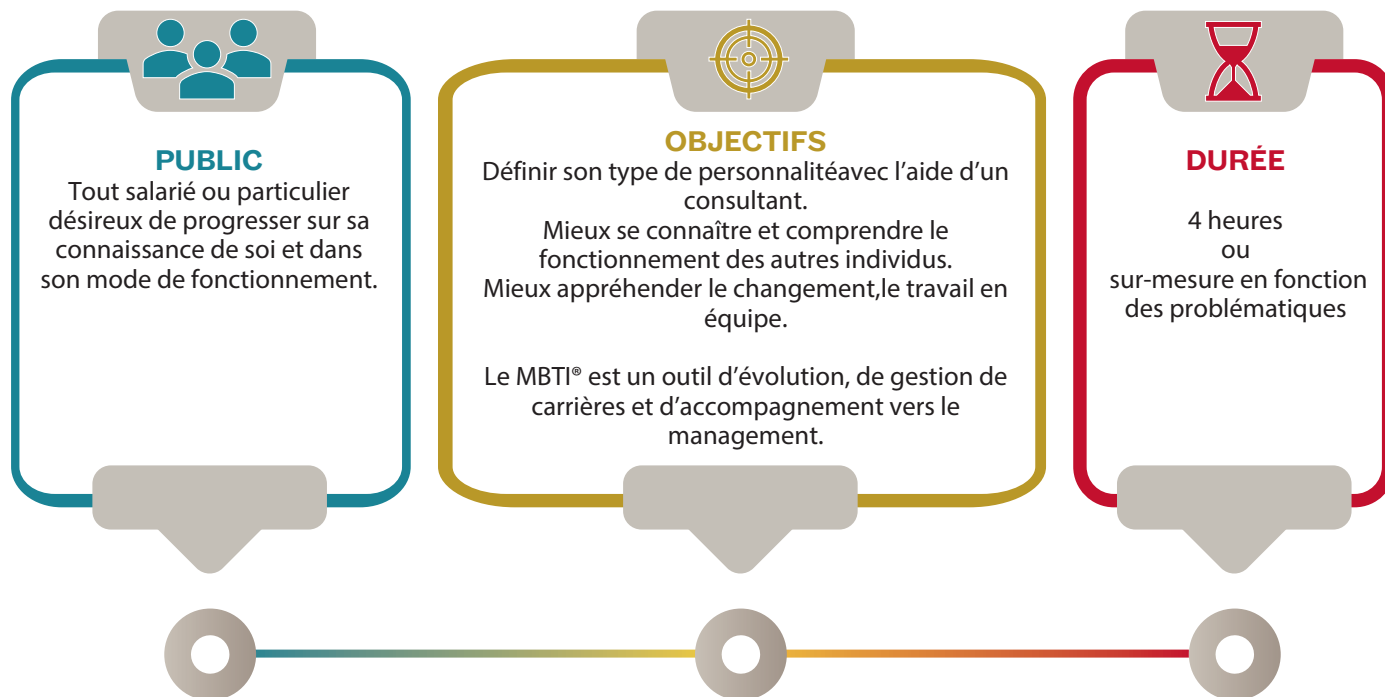 PUBLIC
Tout salarié ou particulier
désireux de progresser sur sa
connaissance de soi et dans
son mode de fonctionnement.
OBJECTIFS
Définir son type de personnalitéavec l’aide d’un
consultant.
Mieux se connaître et comprendre le
fonctionnement des autres individus.
Mieux appréhender le changement,le travail en
équipe.
Le MBTI® est un outil d’évolution, de gestion de
carrières et d’accompagnement vers le
management.
DURÉE
4 heures
ou
sur-mesure en fonction
des problématiques